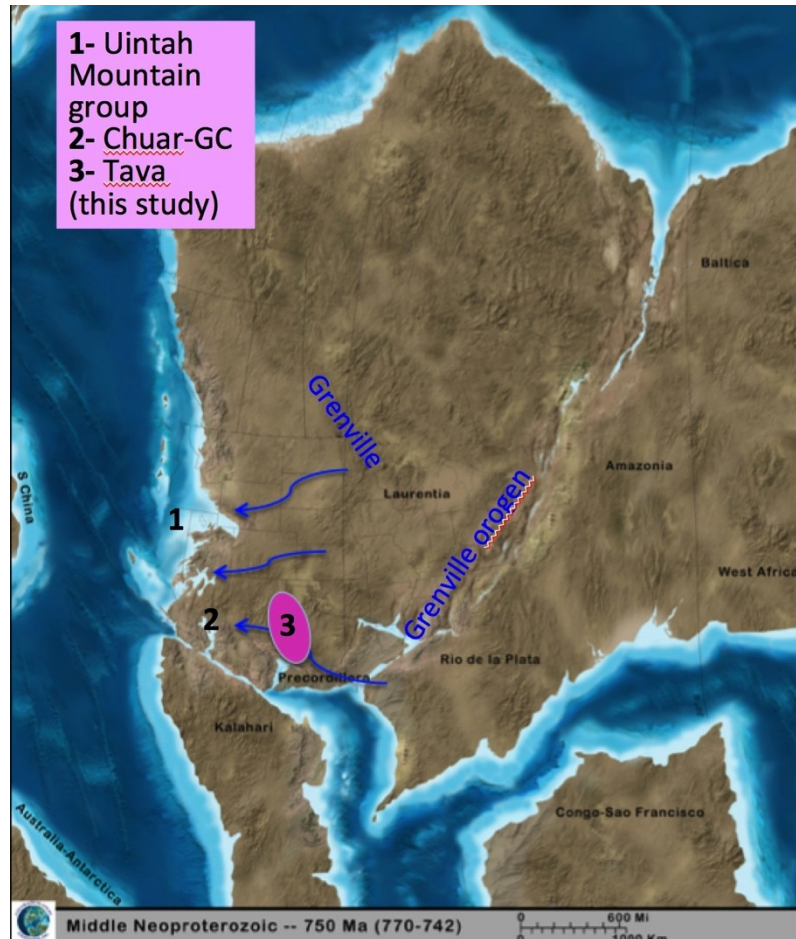 1- Uintah
Mountain
group
2- Chuar-GC
3- Tava
(this study)
Baltica
Grenville
Laurentia
Amazonia
S China
Grenville orogen
1
West Africa
2
3
Rio de la Plata
Precordillera
Kalahari
Congo-Sao Francisco
Australia-Antarctica
Middle Neoproterozoic -- 750 Ma (770-742)
0 600 Mi
0 1000 Km